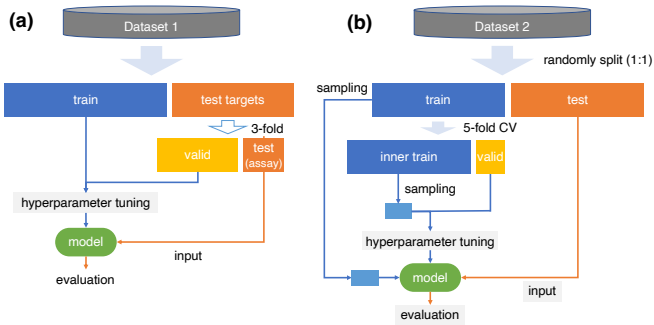 (a)
Dataset 1
train
test targets
3-fold
valid
test
(assay)
hyperparameter tuning
model
input
evaluation
(b)
Dataset 2
randomly split (1:1)
sampling
train
test
5-fold CV
inner train
valid
sampling
hyperparameter tuning
model
input
evaluation